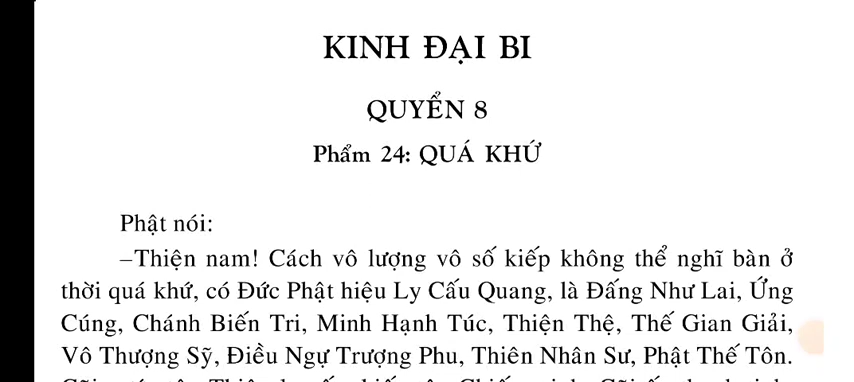 KINH ĐẠI BI
QUYỂN 8
Phẩm 24: QUÁ KHỨ
Phật nói:
–Thiện nam! Cách vô lượng vô số kiếp không thể nghĩ bàn ở
thời quá khứ, có Đức Phật hiệu Ly Cấu Quang, là Đấng Như Lai, Ứng
Cúng, Chánh Biến Tri, Minh Hạnh Túc, Thiện Thệ, Thế Gian Giải,
Vô Thượng Sỹ, Điều Ngự Trượng Phu, Thiên Nhân Sư, Phật Thế Tôn.